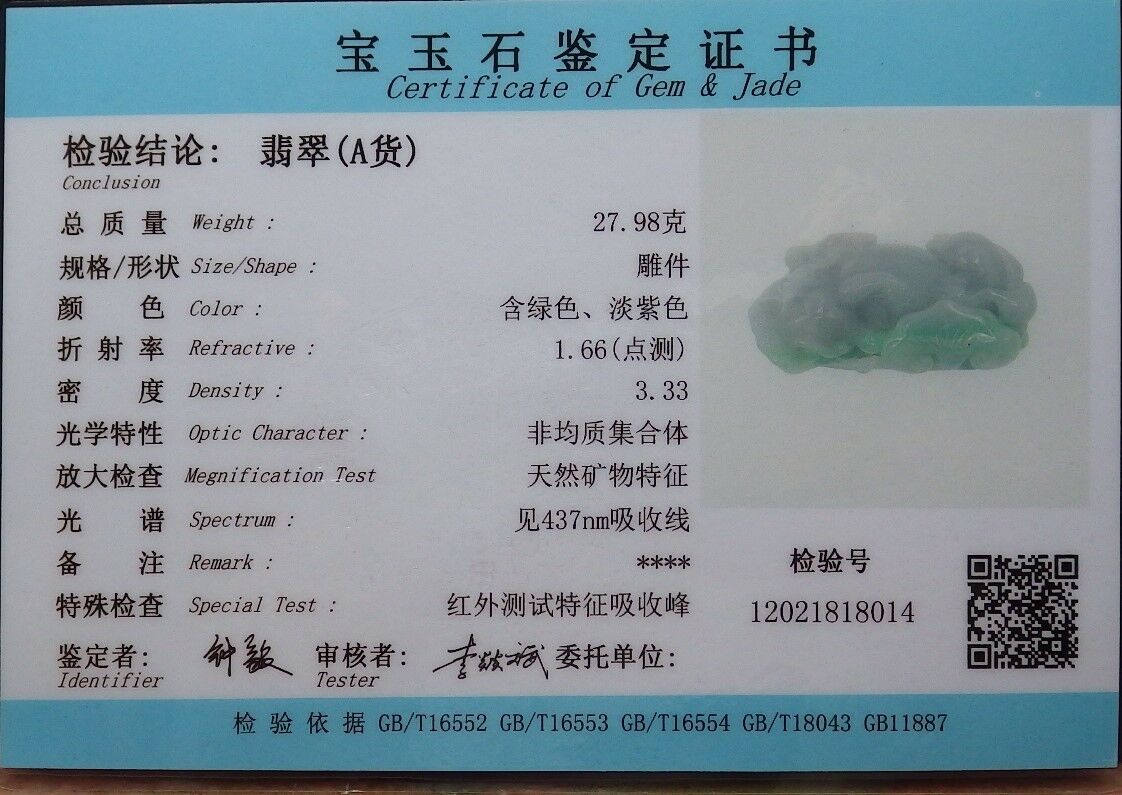 宝玉石鉴定证书
Certificate of Gem & Jade
检验结论: 翡翠(A货)
Conclusion
总质量 Weight : 27.98克
规格/形状 Size/Shape : 雕件
颜色 Color : 含绿色、淡紫色
折射率 Refractive : 1.66(点测)
密度 Density : 3.33
光学特性 Optic Character : 非均质集合体
放大检查 Megnification Test 天然矿物特征
光谱 Spectrum : 见437nm吸收线
备注 Remark : ****
特殊检查 Special Test : 红外测试特征吸收峰
检验号
12021818014
鉴定者: 审核者: 委托单位:
Identifier Tester
检验依据 GB/T16552 GB/T16553 GB/T16554 GB/T18043 GB11887